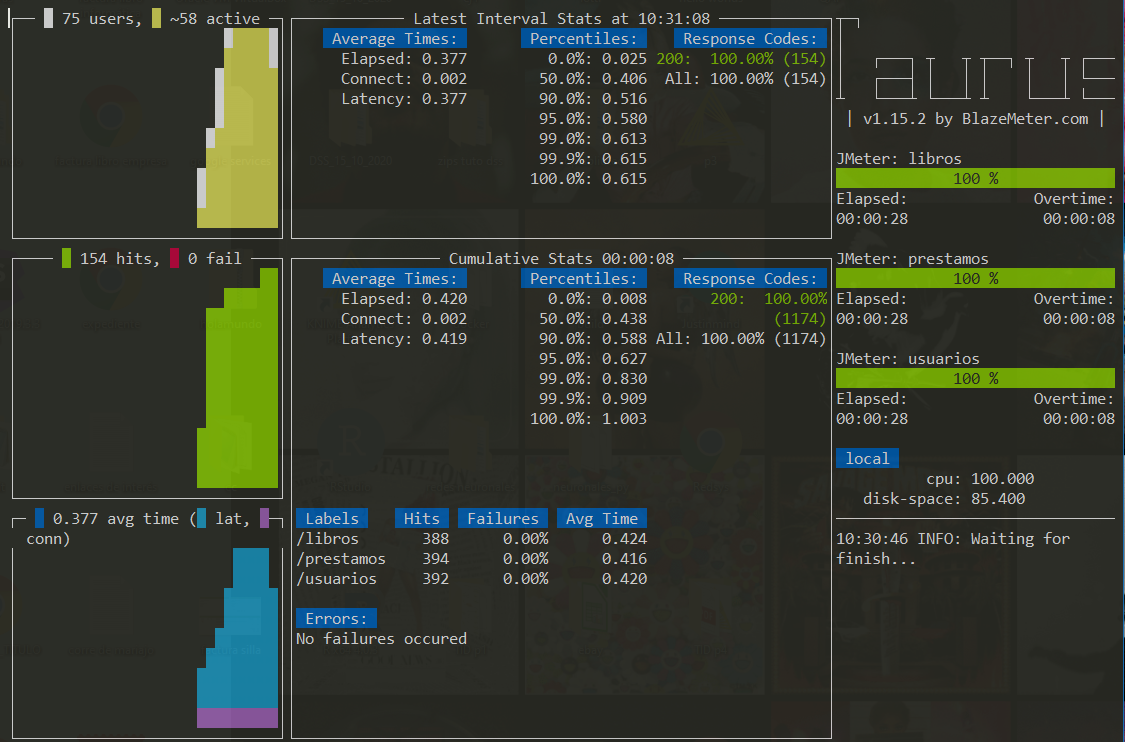 75 users, ~58 active
154 hits, 0 fail
0.377 avg time ( lat,
conn)
Latest Interval Stats at 10:31:08
Average Times: Percentiles: Response Codes:
Elapsed: 0.377 0.0%: 0.025 200: 100.00% (154)
Connect: 0.002 50.0%: 0.406 All: 100.00% (154)
Latency: 0.377 90.0%: 0.516
95.0%: 0.580
99.0%: 0.613
99.9%: 0.615
100.0%: 0.615
Cumulative Stats 00:00:08
Average Times: Percentiles: Response Codes:
Elapsed: 0.420 0.0%: 0.008 200: 100.00%
Connect: 0.002 50.0%: 0.438 (1174)
Latency: 0.419 90.0%: 0.588 All: 100.00% (1174)
95.0%: 0.627
99.0%: 0.830
99.9%: 0.909
100.0%: 1.003
Labels Hits Failures Avg Time
/libros 388 0.00% 0.424
/prestamos 394 0.00% 0.416
/usuarios 392 0.00% 0.420
Errors:
No failures occured
Taurus
| v1.15.2 by BlazeMeter.com |
JMeter: libros
100 %
Elapsed: Overtime:
00:00:28 00:00:08
JMeter: prestamos
100 %
Elapsed: Overtime:
00:00:28 00:00:08
JMeter: usuarios
100 %
Elapsed: Overtime:
00:00:28 00:00:08
local
cpu: 100.000
disk-space: 85.400
10:30:46 INFO: Waiting for
finish...